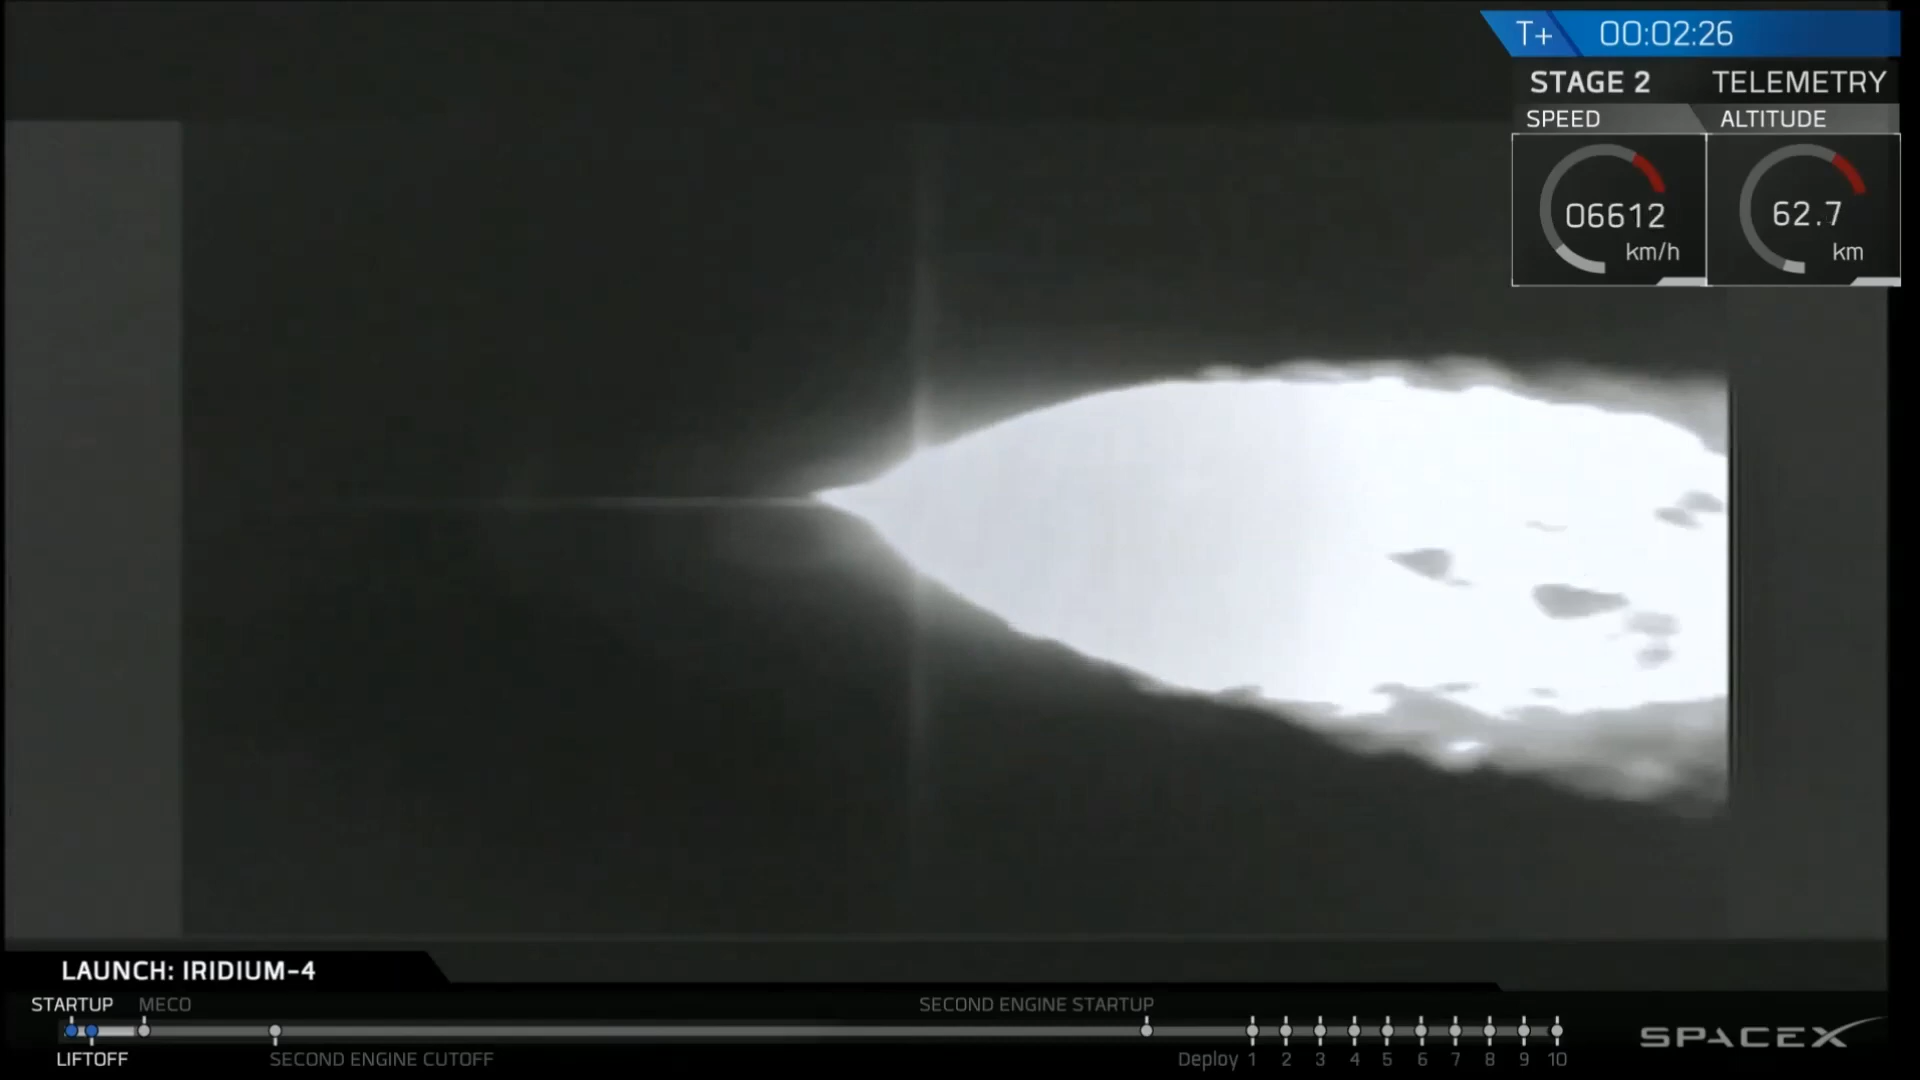 T+ 00:02:26
STAGE 2 TELEMETRY
SPEED ALTITUDE
06612 62.7
km/h km
LAUNCH: IRIDIUM-4
STARTUP MECO SECOND ENGINE STARTUP
SPACEX
LIFTOFF SECOND ENGINE CUTOFF Deploy 1 2 3 4 5 6 7 8 9 10